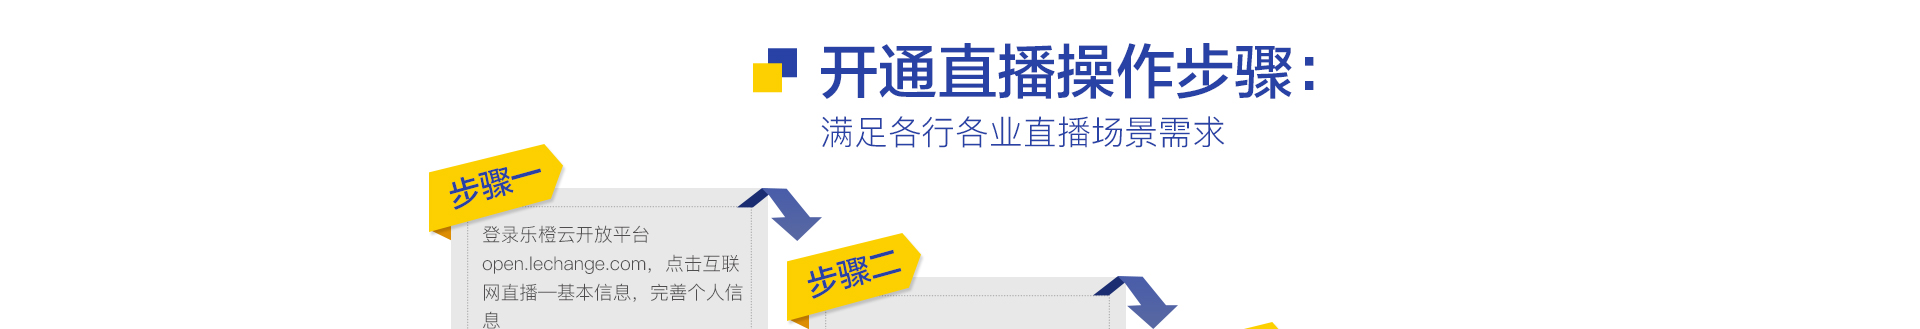 开通直播操作步骤：
满足各行各业直播场景需求
步骤一
登录乐橙云开放平台
open.lechange.com，点击互联
网直播—基本信息，完善个人信
息
步骤二